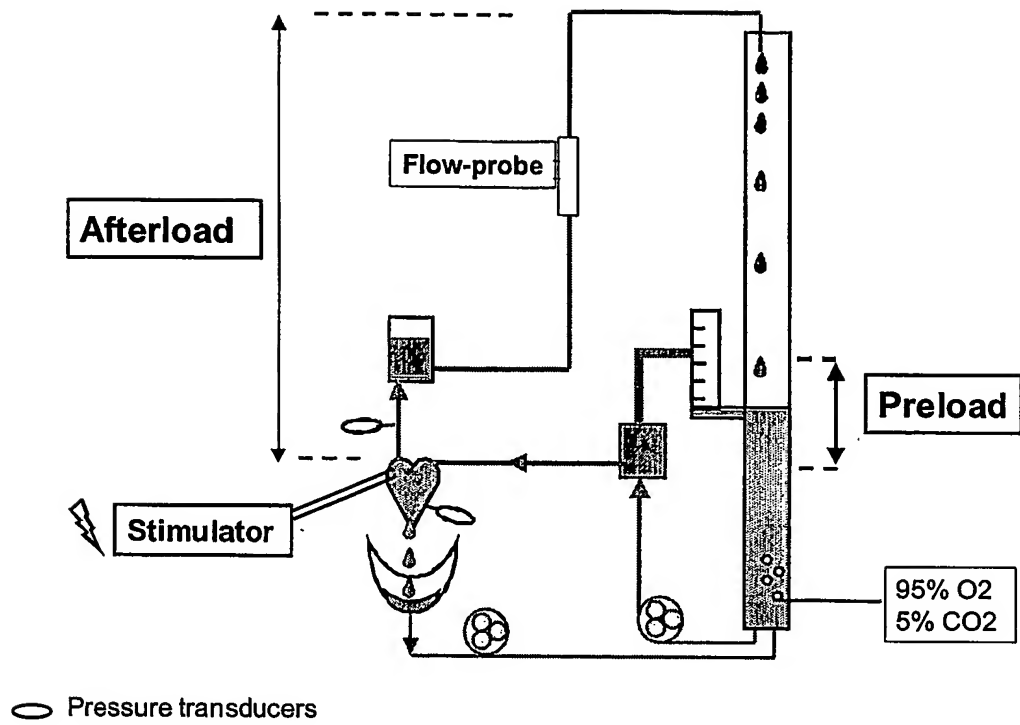 Flow-probe
Afterload
Preload
Stimulator
95% O2
5% CO2
Pressure transducers